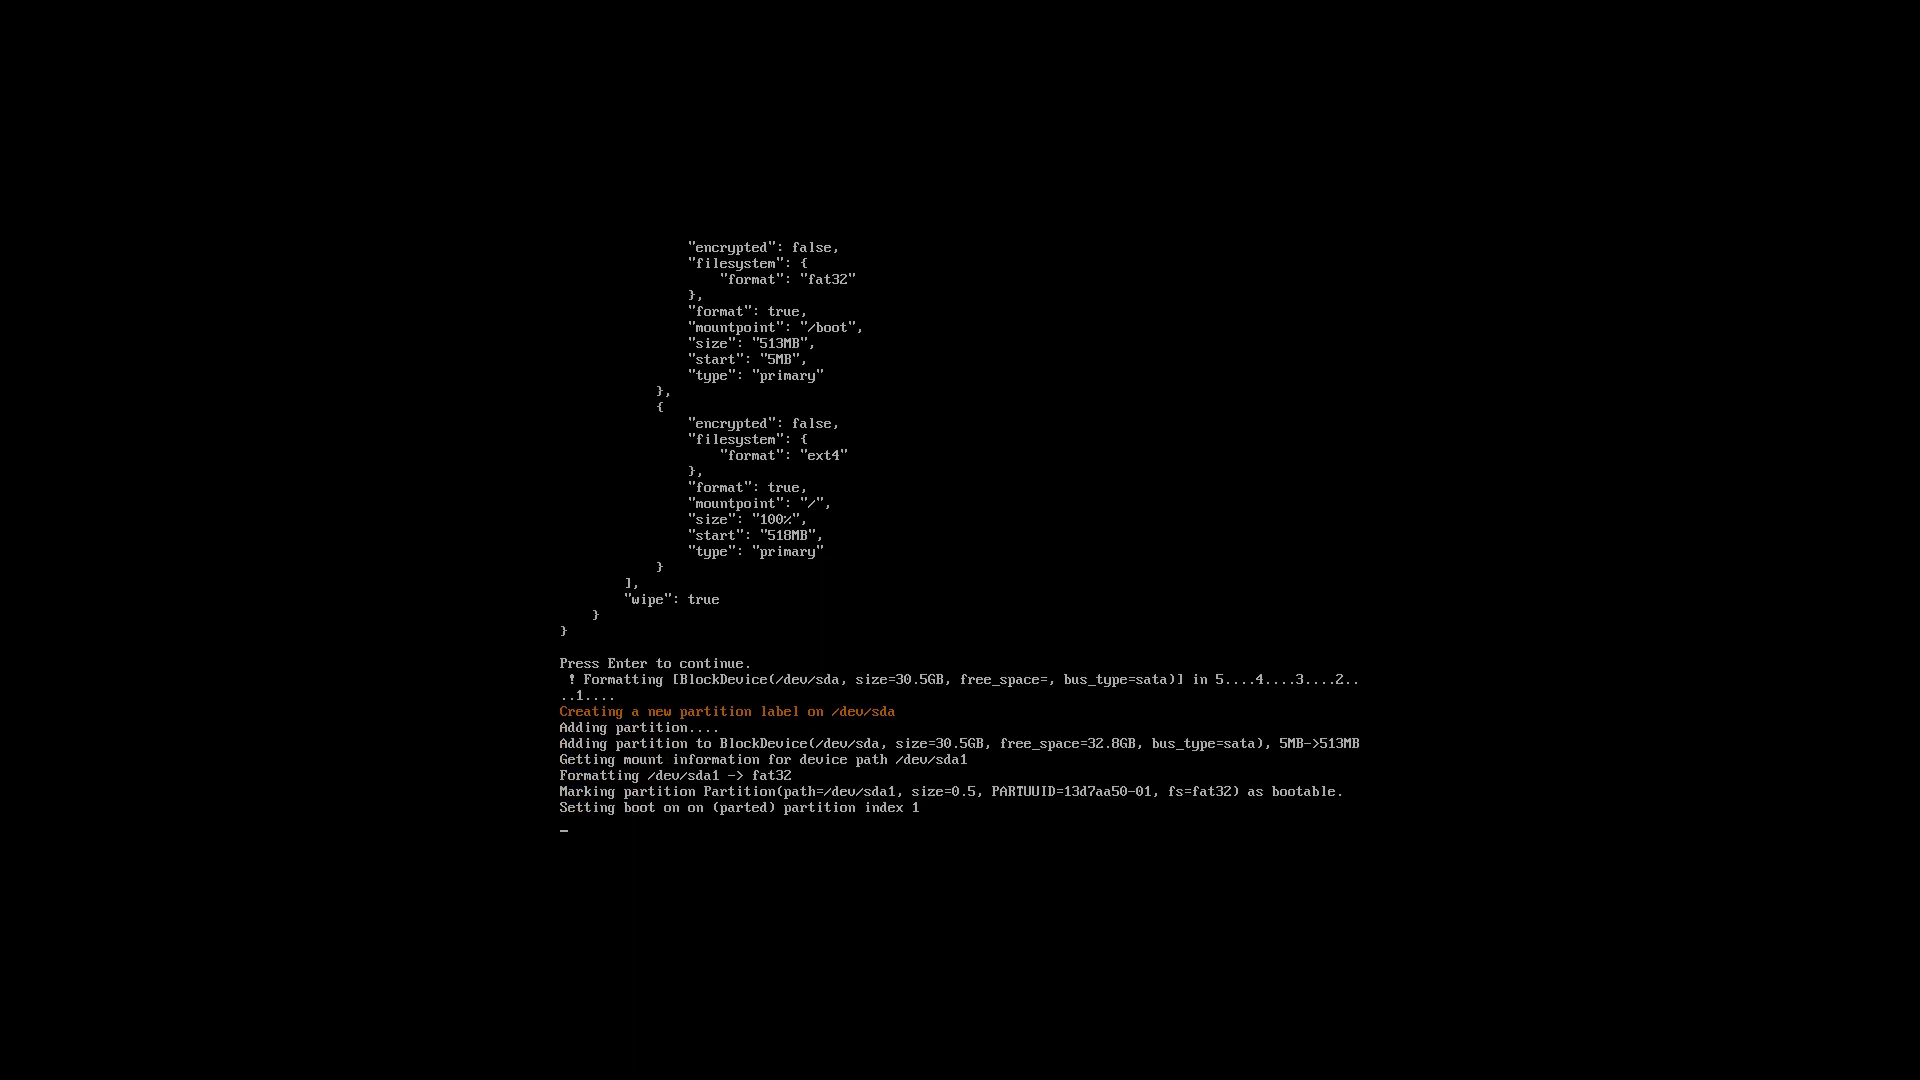 "encrypted": false,
                "filesystem": {
                    "format": "fat32"
                },
                "format": true,
                "mountpoint": "/boot",
                "size": "513MB",
                "start": "5MB",
                "type": "primary"
            },
            {
                "encrypted": false,
                "filesystem": {
                    "format": "ext4"
                },
                "format": true,
                "mountpoint": "/",
                "size": "100%",
                "start": "518MB",
                "type": "primary"
            }
        ],
        "wipe": true
    }
}

Press Enter to continue.
 ! Formatting [BlockDevice(/dev/sda, size=30.5GB, free_space=, bus_type=sata)] in 5....4....3....2..
..1....
Creating a new partition label on /dev/sda
Adding partition....
Adding partition to BlockDevice(/dev/sda, size=30.5GB, free_space=32.8GB, bus_type=sata), 5MB->513MB
Getting mount information for device path /dev/sda1
Formatting /dev/sda1 -> fat32
Marking partition Partition(path=/dev/sda1, size=0.5, PARTUUID=13d7aa50-01, fs=fat32) as bootable.
Setting boot on on (parted) partition index 1
_